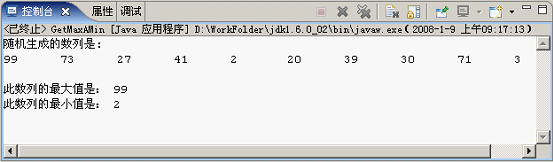 控制台 属性 调试
<已终止> GetMaxAMin [Java 应用程序] D:\WorkFolder\jdk1.6.0_02\bin\javaw.exe(2008-1-9 上午09:17:13)
随机生成的数列是:
99 73 27 41 2 20 39 30 71 3
此数列的最大值是: 99
此数列的最小值是: 2